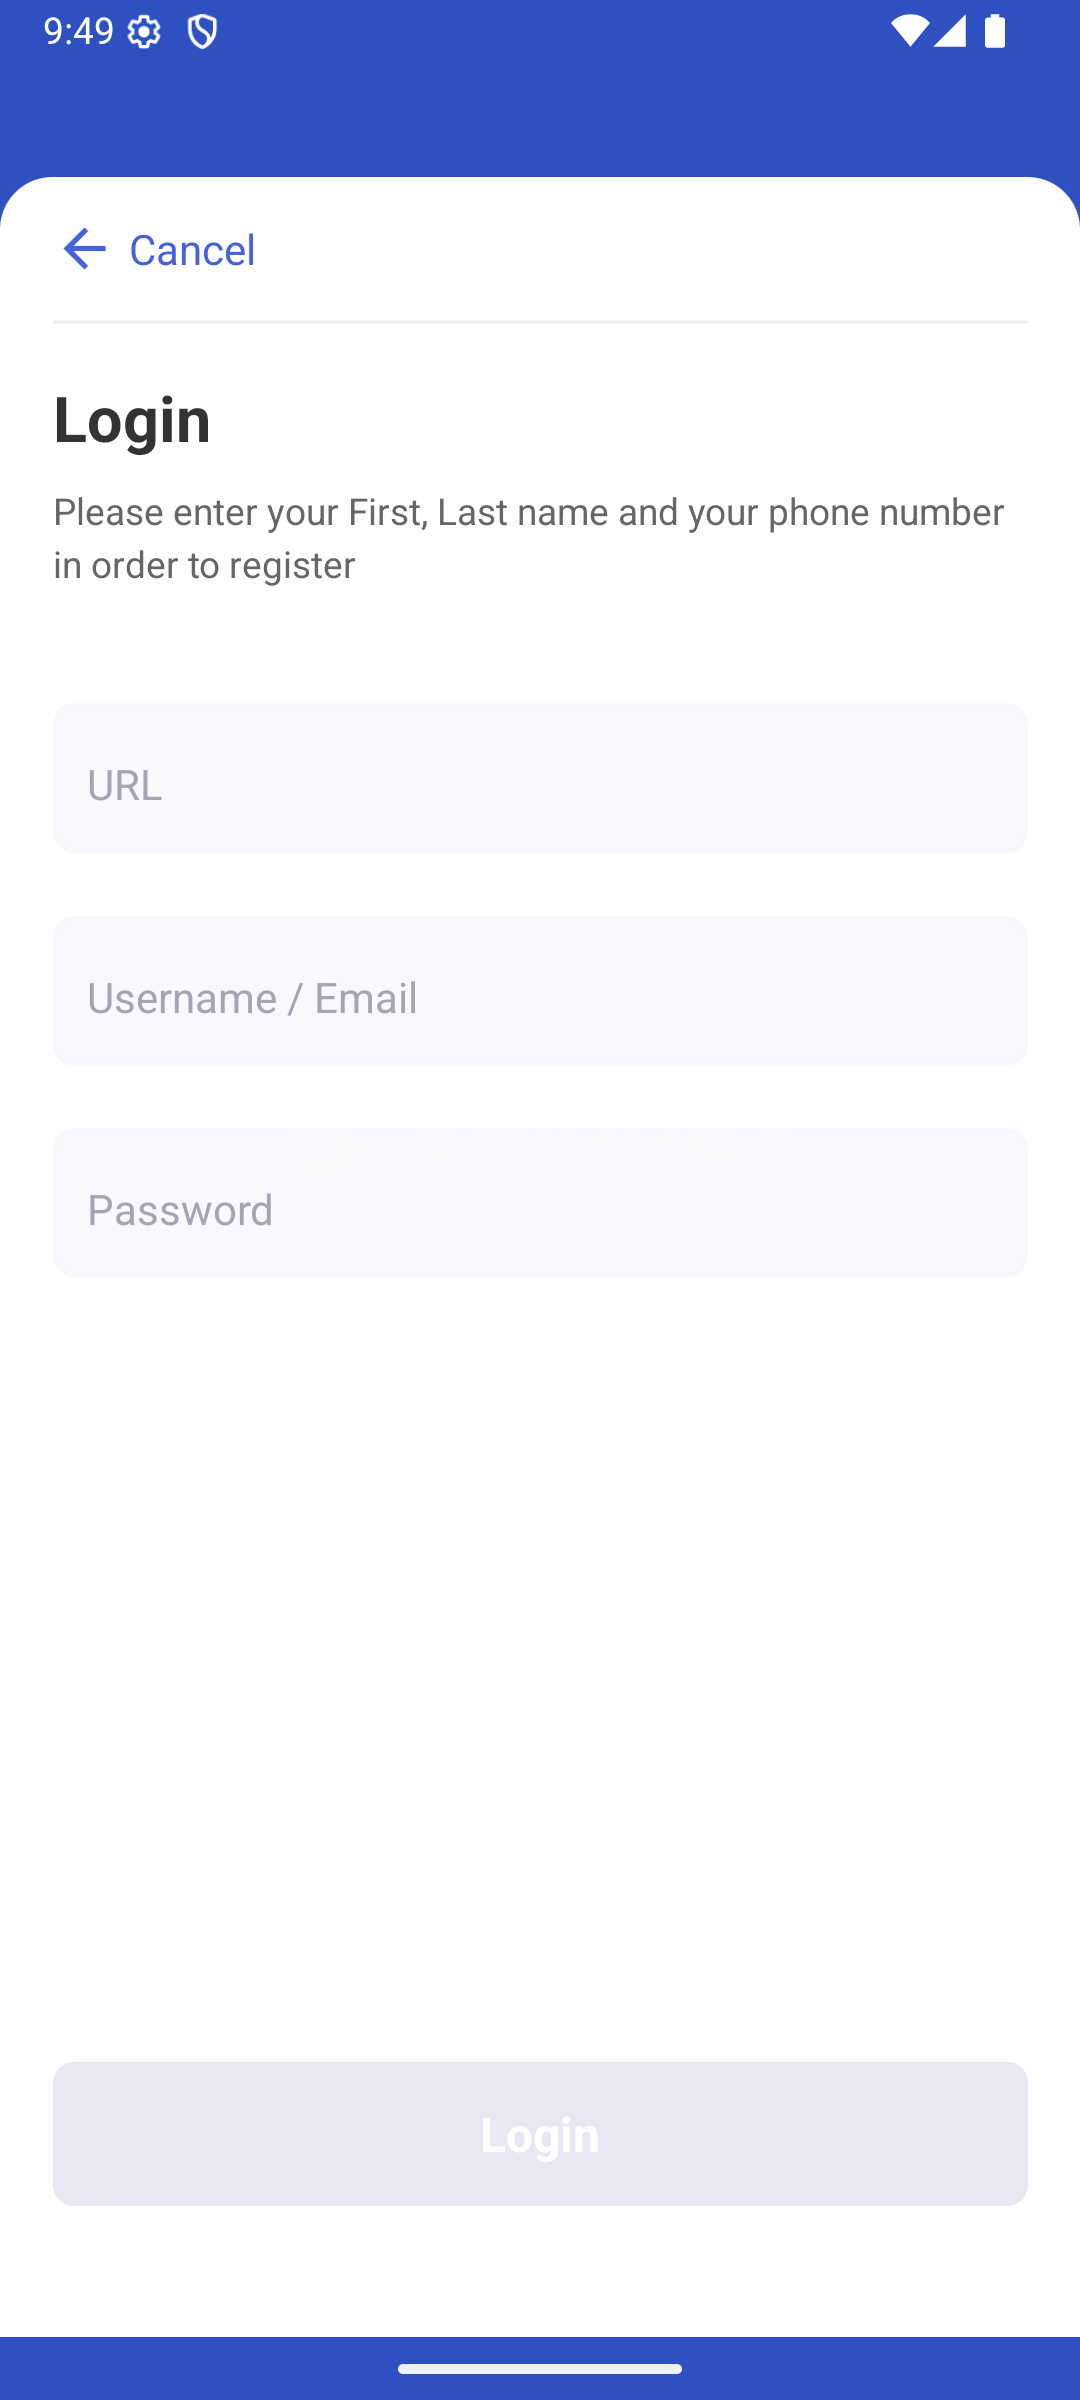 9:49
Cancel
Login
Please enter your First, Last name and your phone number
in order to register
URL
Username / Email
Password
Login